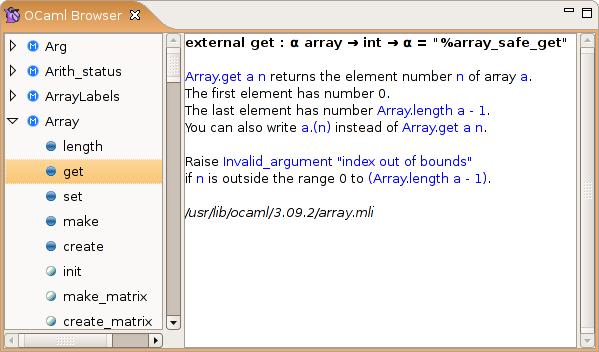 OCaml Browser
Arg
Arith_status
ArrayLabels
Array
length
get
set
make
create
init
make_matrix
create_matrix
external get : α array → int → α = "%array_safe_get"
Array.get a n returns the element number n of array a.
The first element has number 0.
The last element has number Array.length a - 1.
You can also write a.(n) instead of Array.get a n.
Raise Invalid_argument "index out of bounds"
if n is outside the range 0 to (Array.length a - 1).
/usr/lib/ocaml/3.09.2/array.mli